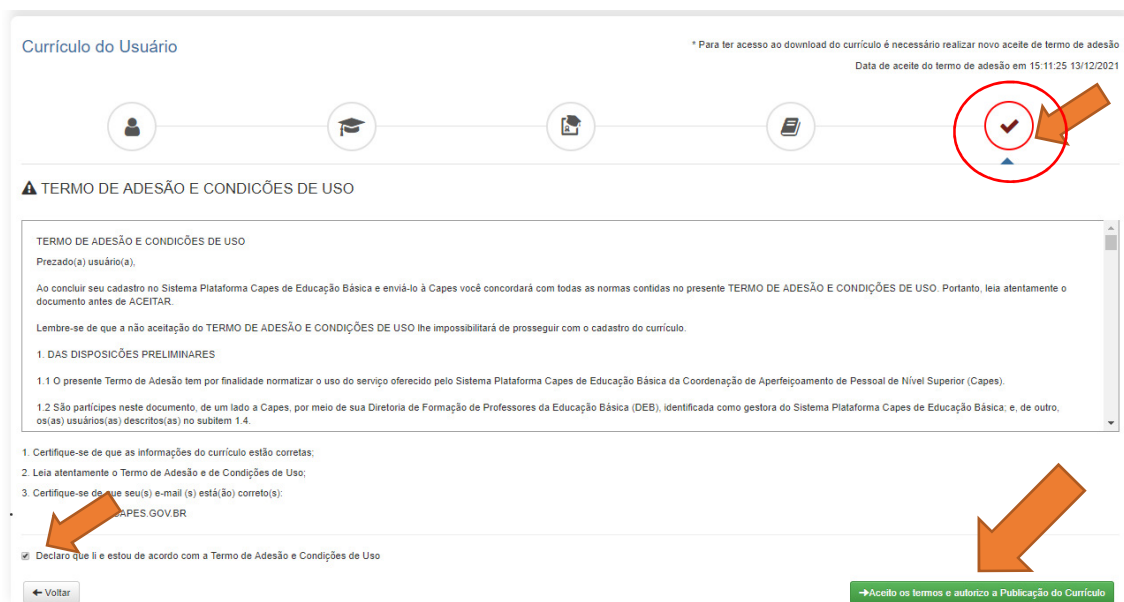 Currículo do Usuário
* Para ter acesso ao download do currículo é necessário realizar novo aceite de termo de adesão
Data de aceite do termo de adesão em 15:11:25 13/12/2021
TERMO DE ADESÃO E CONDICÕES DE USO
TERMO DE ADESÃO E CONDICÕES DE USO
Prezado(a) usuário(a),
Ao concluir seu cadastro no Sistema Plataforma Capes de Educação Básica e enviá-lo à Capes você concordará com todas as normas contidas no presente TERMO DE ADESÃO E CONDIÇÕES DE USO. Portanto, leia atentamente o
documento antes de ACEITAR.
Lembre-se de que a não aceitação do TERMO DE ADESÃO E CONDIÇÕES DE USO lhe impossibilitará de prosseguir com o cadastro do currículo.
1. DAS DISPOSICÕES PRELIMINARES
1.1 O presente Termo de Adesão tem por finalidade normatizar o uso do serviço oferecido pelo Sistema Plataforma Capes de Educação Básica da Coordenação de Aperfeiçoamento de Pessoal de Nível Superior (Capes).
1.2 São partícipes neste documento, de um lado a Capes, por meio de sua Diretoria de Formação de Professores da Educação Básica (DEB), identificada como gestora do Sistema Plataforma Capes de Educação Básica; e, de outro,
os(as) usuários(as) descritos(as) no subitem 1.4.
1. Certifique-se de que as informações do currículo estão corretas;
2. Leia atentamente o Termo de Adesão e de Condições de Uso;
3. Certifique-se de que seu(s) e-mail (s) está(ão) correto(s):
APES.GOV.BR
Declaro que li e estou de acordo com a Termo de Adesão e Condições de Uso
Voltar
Aceito os termos e autorizo a Publicação do Currículo